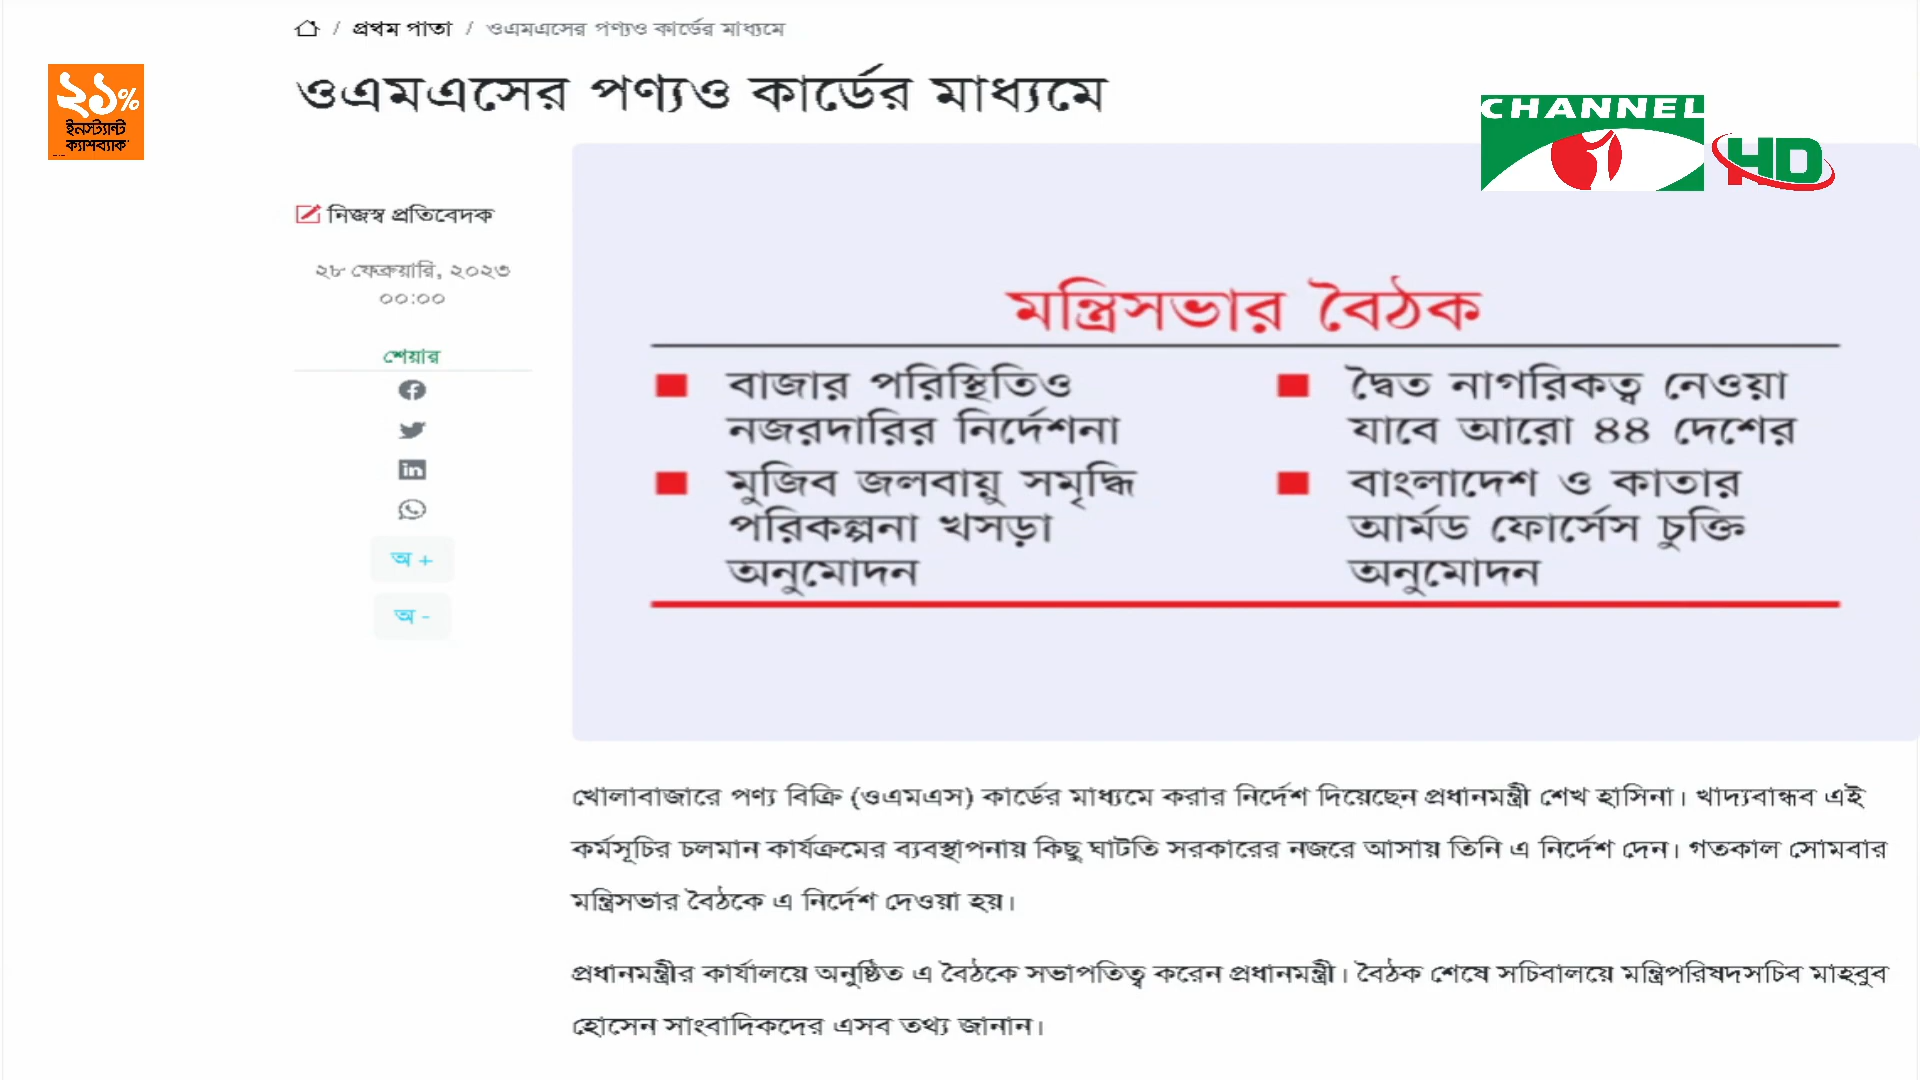 / প্রথম পাতা / ওএমএসের পণ্যও কার্ডের মাধ্যমে
ওএমএসের পণ্যও কার্ডের মাধ্যমে
২১%
ইনস্ট্যান্ট
ক্যাশব্যাক
CHANNEL
i HD
নিজস্ব প্রতিবেদক
২৮ ফেব্রুয়ারি, ২০২৩
০০:০০
শেয়ার
অ +
অ -
মন্ত্রিসভার বৈঠক
বাজার পরিস্থিতিও
নজরদারির নির্দেশনা
মুজিব জলবায়ু সমৃদ্ধি
পরিকল্পনা খসড়া
অনুমোদন
দ্বৈত নাগরিকত্ব নেওয়া
যাবে আরো ৪৪ দেশের
বাংলাদেশ ও কাতার
আর্মড ফোর্সেস চুক্তি
অনুমোদন
খোলাবাজারে পণ্য বিক্রি (ওএমএস) কার্ডের মাধ্যমে করার নির্দেশ দিয়েছেন প্রধানমন্ত্রী শেখ হাসিনা। খাদ্যবান্ধব এই
কর্মসূচির চলমান কার্যক্রমের ব্যবস্থাপনায় কিছু ঘাটতি সরকারের নজরে আসায় তিনি এ নির্দেশ দেন। গতকাল সোমবার
মন্ত্রিসভার বৈঠকে এ নির্দেশ দেওয়া হয়।
প্রধানমন্ত্রীর কার্যালয়ে অনুষ্ঠিত এ বৈঠকে সভাপতিত্ব করেন প্রধানমন্ত্রী। বৈঠক শেষে সচিবালয়ে মন্ত্রিপরিষদসচিব মাহবুব
হোসেন সাংবাদিকদের এসব তথ্য জানান।